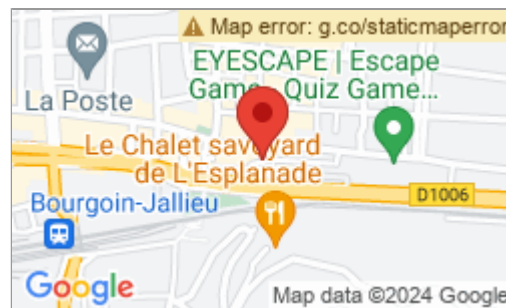 Map error: g.co/staticmaperror
EYESCAPE | Escape
Game - Quiz Game...
La Poste
Le Chalet savoyard
de L'Esplanade
D1006
Bourgoin-Jallieu
Google
Map data ©2024 Google